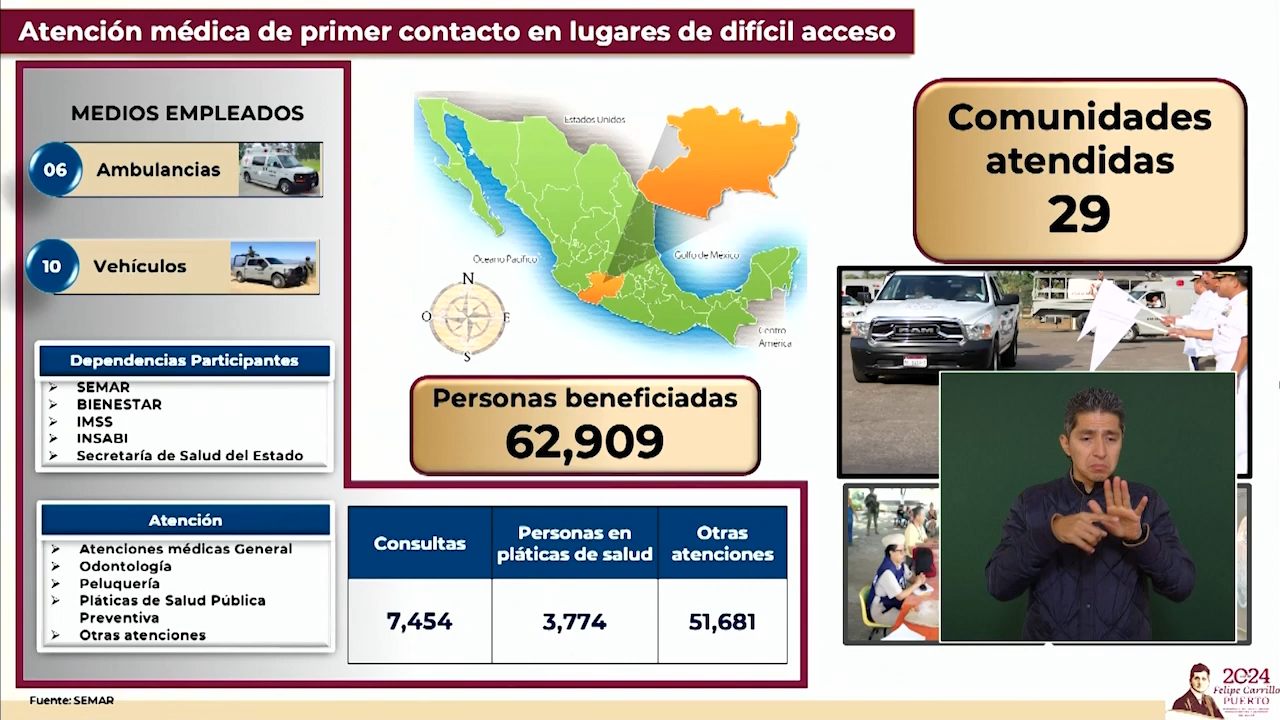 Atención médica de primer contacto en lugares de difícil acceso
MEDIOS EMPLEADOS
06 Ambulancias
10 Vehículos
Dependencias Participantes
SEMAR
BIENESTAR
IMSS
INSABI
Secretaría de Salud del Estado
Atención
Atenciones médicas General
Odontología
Peluquería
Pláticas de Salud Pública
Preventiva
Otras atenciones
Estados Unidos
Océano Pacífico
Golfo de México
Centro
América
N
O
E
S
Personas beneficiadas
62,909
Consultas
Personas en
pláticas de salud
Otras
atenciones
7,454
3,774
51,681
Comunidades
atendidas
29
RAM
Fuente: SEMAR
2024
Felipe Carrillo
PUERTO